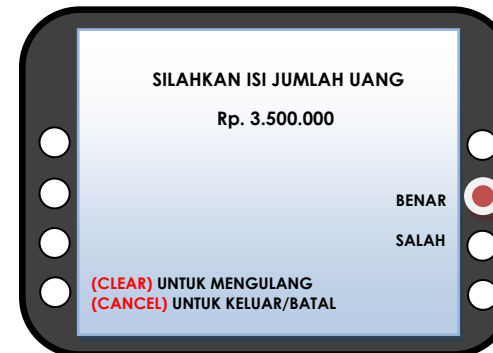 SILAHKAN ISI JUMLAH UANG
Rp. 3.500.000
BENAR
SALAH
(CLEAR) UNTUK MENGULANG
(CANCEL) UNTUK KELUAR/BATAL